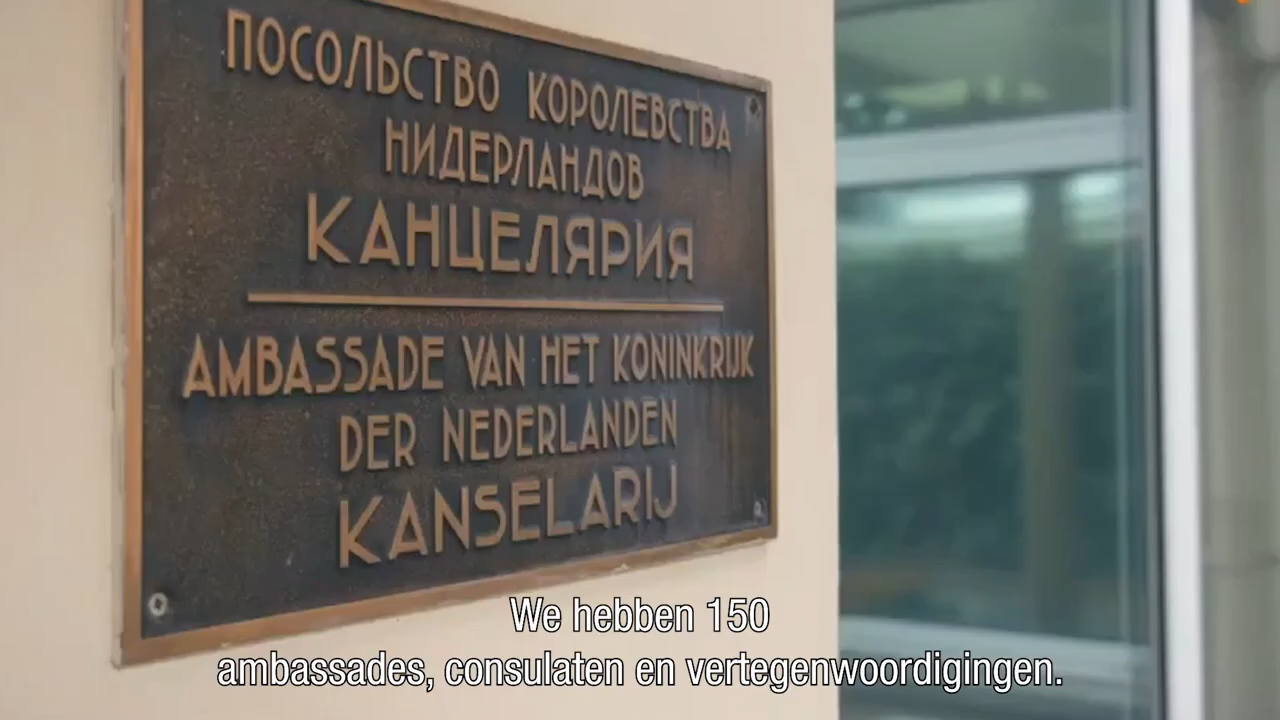 ПОСОЛЬСТВО КОРОЛЕВСТВА
НИДЕРЛАНДОВ
КАНЦЕЛЯРИЯ
AMBASSADE VAN HET KONINKRIJK
DER NEDERLANDEN
KANSELARIJ
We hebben 150
ambassades, consulaten en vertegenwoordigingen.